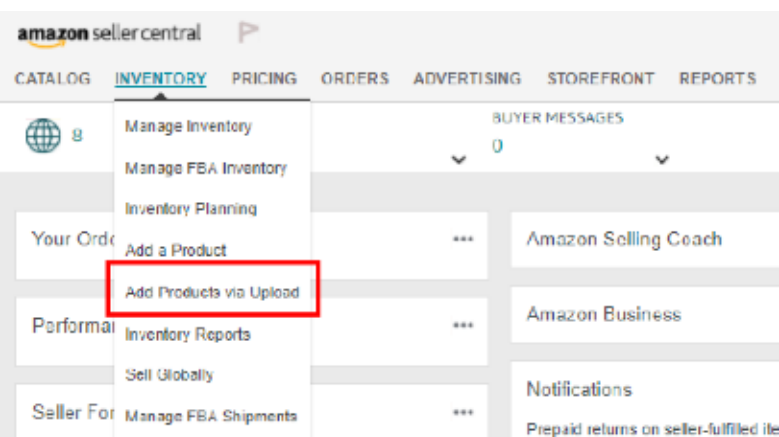 amazon seller central
CATALOG INVENTORY PRICING ORDERS ADVERTISING STOREFRONT REPORTS
8
BUYER MESSAGES
0
Manage Inventory
Manage FBA Inventory
Inventory Planning
Add a Product
Add Products via Upload
Inventory Reports
Sell Globally
Manage FBA Shipments
Your Orde
Performa
Seller For
Amazon Selling Coach
Amazon Business
Notifications
Prepaid returns on seller-fulfilled ite